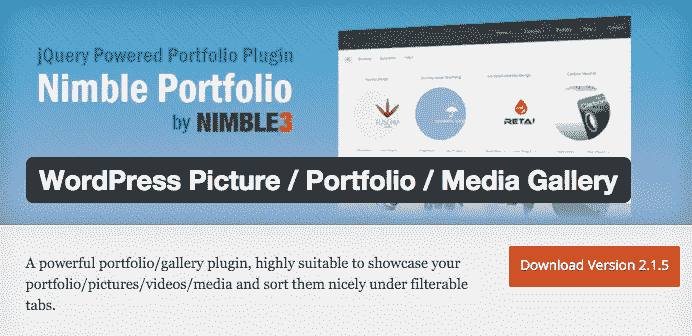 jQuery Powered Portfolio Plugin
Nimble Portfolio
by NIMBLE3
RETAI
WordPress Picture / Portfolio / Media Gallery
A powerful portfolio/gallery plugin, highly suitable to showcase your
portfolio/pictures/videos/media and sort them nicely under filterable
tabs.
Download Version 2.1.5